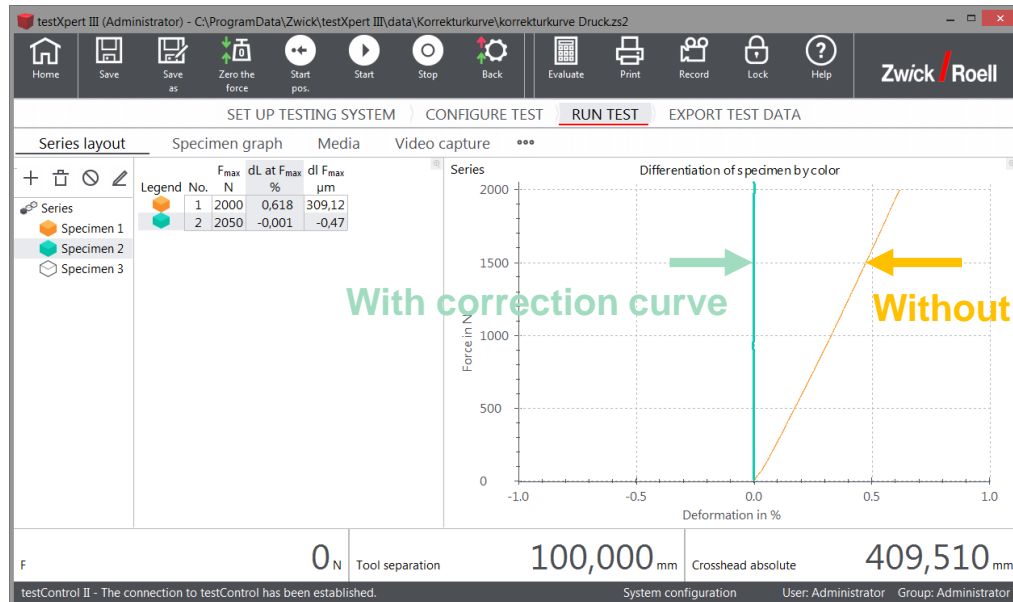 testXpert III (Administrator) - C:\ProgramData\Zwick\testXpert III\data\Korrekturkurve\korrekturkurve Druck.zs2
Home Save Save as Zero the force Start pos. Start Stop Back Evaluate Print Record Lock Help Zwick / Roell
SET UP TESTING SYSTEM CONFIGURE TEST RUN TEST EXPORT TEST DATA
Series layout Specimen graph Media Video capture •••
Series
Specimen 1
Specimen 2
Specimen 3
Fmax dL at Fmax dl Fmax
Legend No. N % µm
1 2000 0,618 309,12
2 2050 -0,001 -0,47
Series Differentiation of specimen by color
2000
1500
With correction curve Without
1000
500
0
Force in N
-1.0 -0.5 0.0 0.5 1.0
Deformation in %
F 0 N Tool separation 100,000 mm Crosshead absolute 409,510 mm
testControl II - The connection to testControl has been established. System configuration User: Administrator Group: Administrator